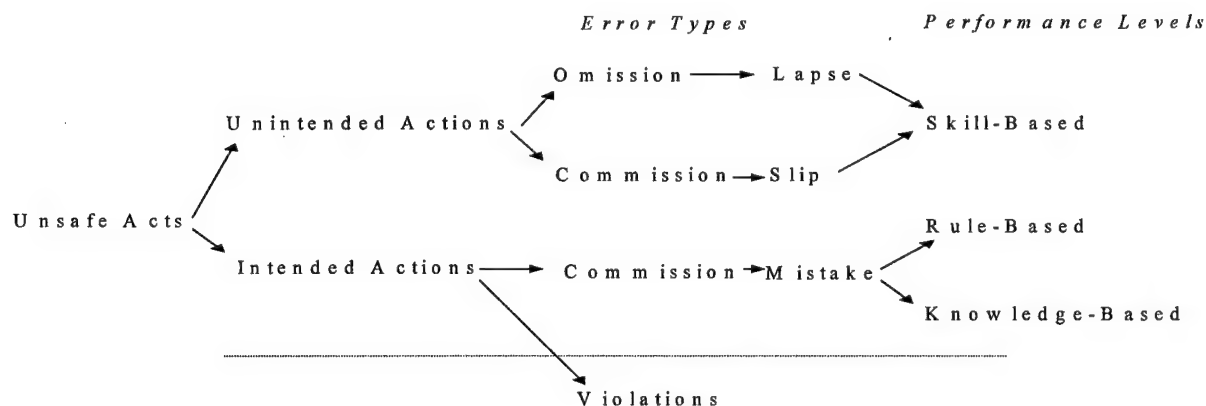 Error Types Performance Levels
Omission Lapse
Unintended Actions Skill-Based
Commission Slip
Unsafe Acts Rule-Based
Intended Actions Commission Mistake
Knowledge-Based
Violations